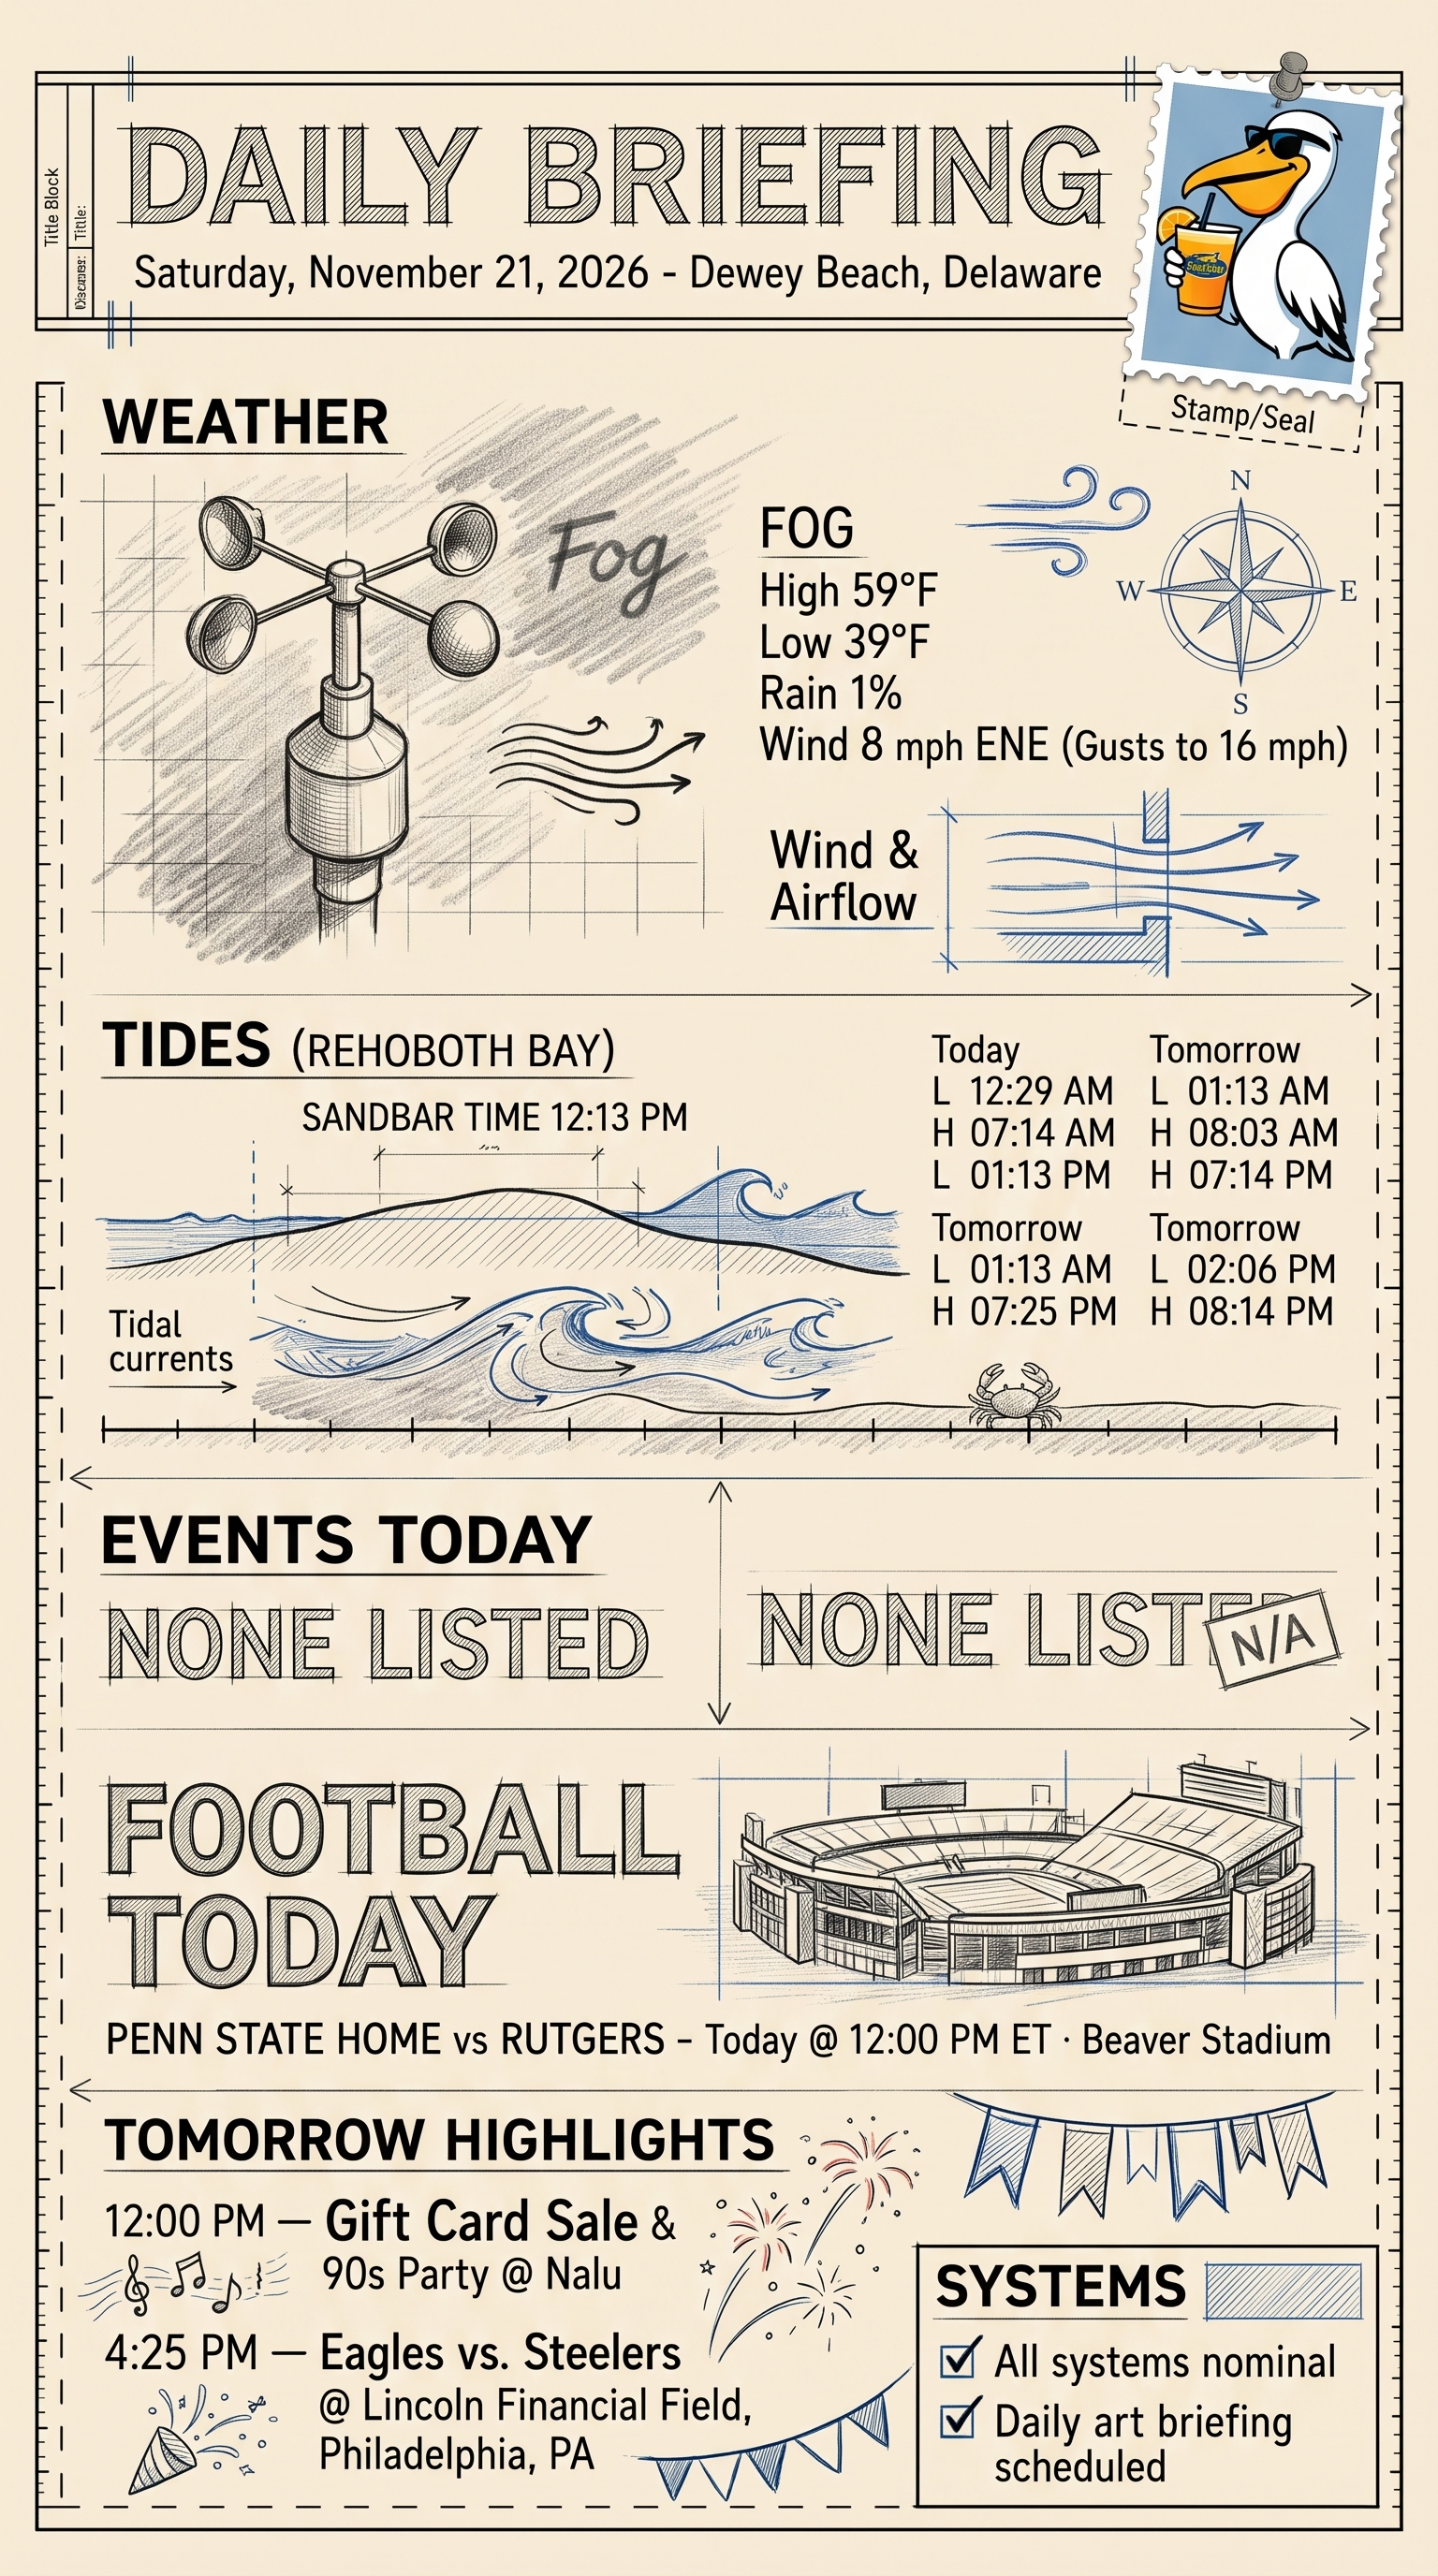 Title Block
Title:
DAILY BRIEFING
Saturday, November 21, 2026 - Dewey Beach, Delaware
Stamp/Seal
WEATHER
Fog
FOG
High 59°F
Low 39°F
Rain 1%
Wind 8 mph ENE (Gusts to 16 mph)
N
W
E
S
Wind &
Airflow
TIDES (REHOBOTH BAY)
SANDBAR TIME 12:13 PM
Today
L 12:29 AM
H 07:14 AM
L 01:13 PM
Tomorrow
L 01:13 AM
H 08:03 AM
H 07:14 PM
Tomorrow
L 01:13 AM
H 07:25 PM
Tomorrow
L 02:06 PM
H 08:14 PM
Tidal
currents
EVENTS TODAY
NONE LISTED
NONE LISTED
N/A
FOOTBALL
TODAY
PENN STATE HOME vs RUTGERS – Today @ 12:00 PM ET · Beaver Stadium
TOMORROW HIGHLIGHTS
12:00 PM — Gift Card Sale &
90s Party @ Nalu
4:25 PM — Eagles vs. Steelers
@ Lincoln Financial Field,
Philadelphia, PA
SYSTEMS
All systems nominal
Daily art briefing
scheduled